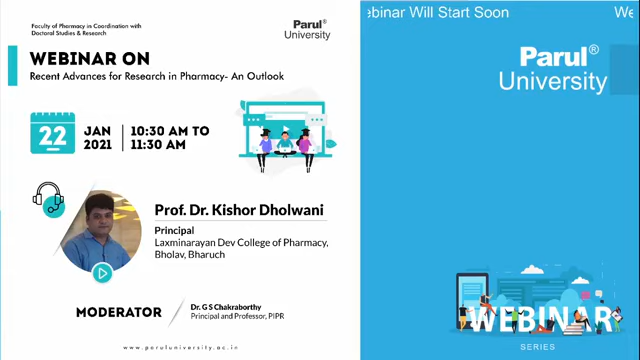 Faculty of Pharmacy in Coordination with
Doctoral Studies & Research
Parul®
University
WEBINAR ON
Recent Advances for Research in Pharmacy- An Outlook
22
JAN
2021
10:30 AM TO
11:30 AM
Prof. Dr. Kishor Dholwani
Principal
Laxminarayan Dev College of Pharmacy,
Bholav, Bharuch
MODERATOR
Dr. G S Chakraborthy
Principal and Professor, PIPR
www.paruluniversity.ac.in
ebinar Will Start Soon
We
Parul®
University
WEBINAR
SERIES